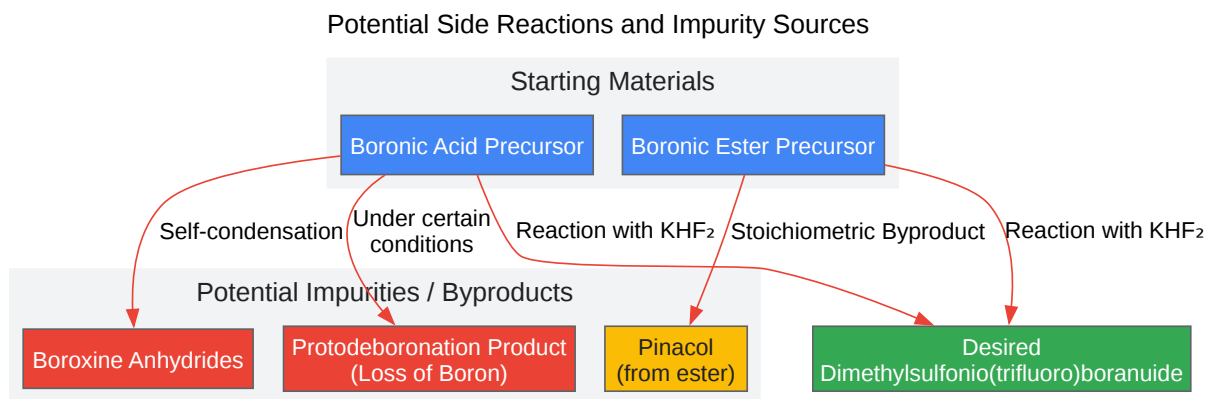 Potential Side Reactions and Impurity Sources
Starting Materials
Boronic Acid Precursor
Boronic Ester Precursor
Self-condensation
Under certain
conditions
Reaction with KHF₂
Stoichiometric Byproduct
Reaction with KHF₂
Potential Impurities / Byproducts
Boroxine Anhydrides
Protodeboronation Product
(Loss of Boron)
Pinacol
(from ester)
Desired
Dimethylsulfonio(trifluoro)boranuide